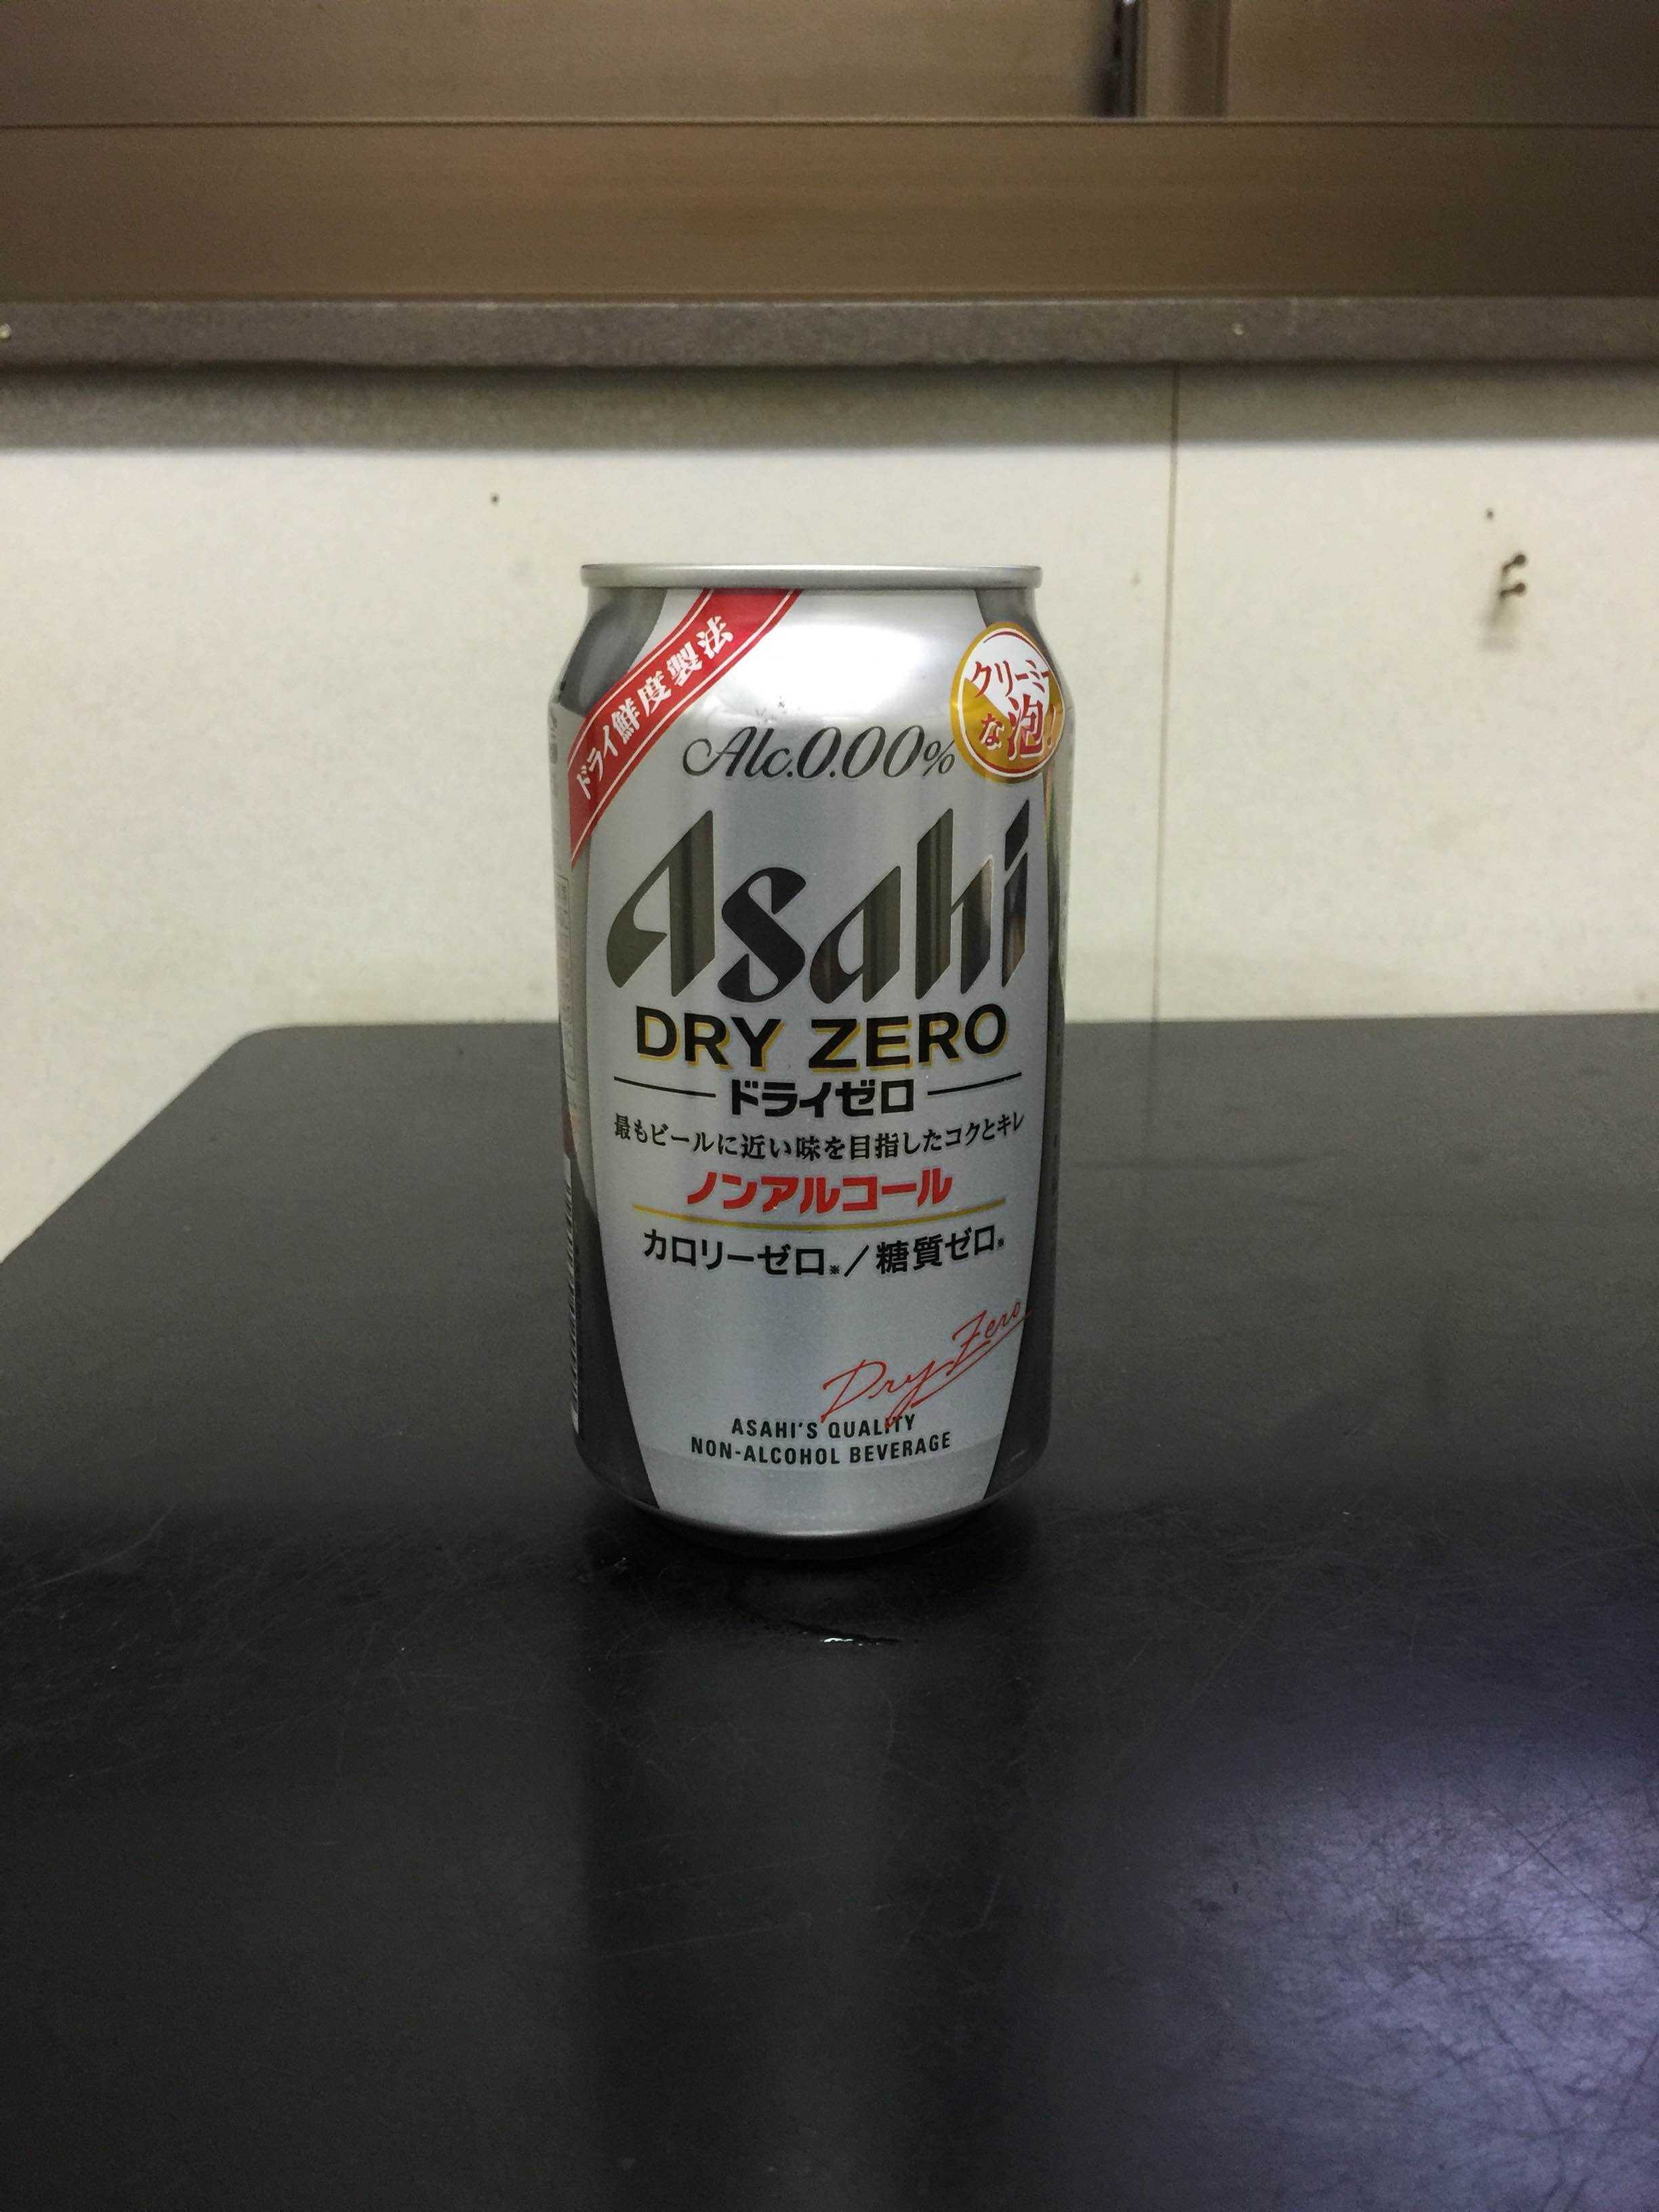 ドライ鮮度製法
クリーミー
な泡!
Alc.0.00%
Asahi
DRY ZERO
ドライゼロ
最もビールに近い味を目指したコクとキレ
ノンアルコール
カロリーゼロ※/糖質ゼロ※
Dry Zero
ASAHI'S QUALITY
NON-ALCOHOL BEVERAGE